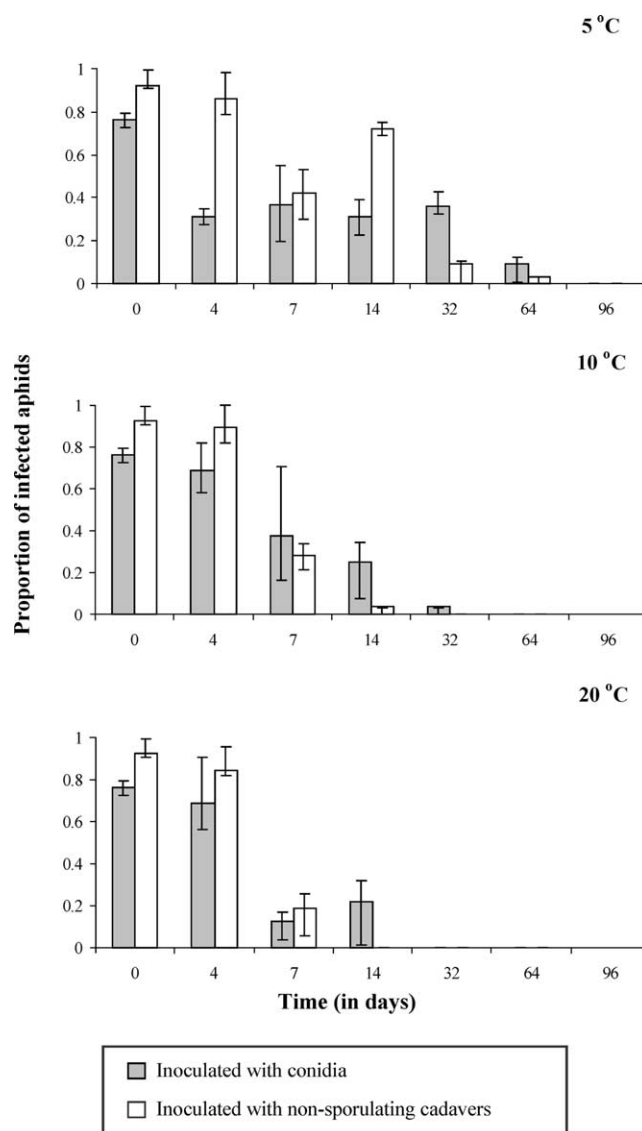 5 °C
1
0.8
0.6
0.4
0.2
0
0 4 7 14 32 64 96
10 °C
1
0.8
0.6
0.4
0.2
0
0 4 7 14 32 64 96
Proportion of infected aphids
20 °C
1
0.8
0.6
0.4
0.2
0
0 4 7 14 32 64 96
Time (in days)
Inoculated with conidia
Inoculated with non-sporulating cadavers